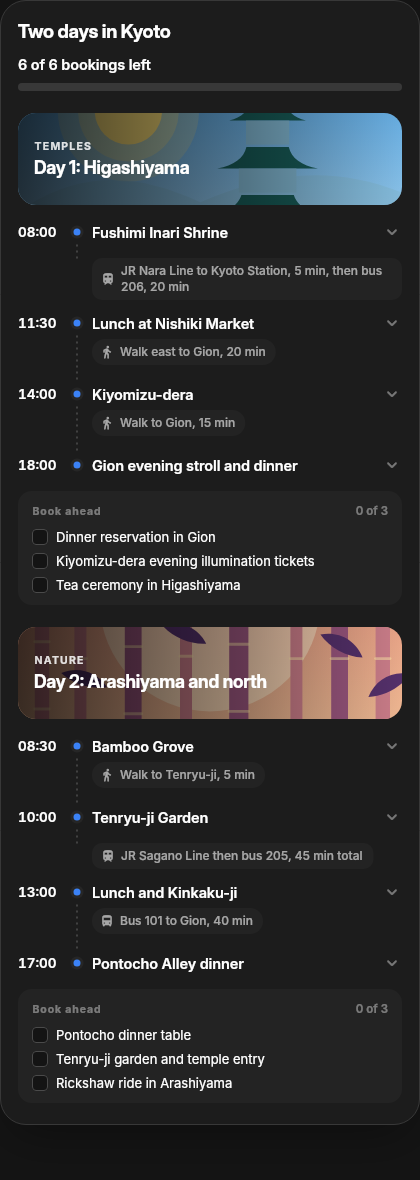 Two days in Kyoto
6 of 6 bookings left
TEMPLES
Day 1: Higashiyama
08:00 Fushimi Inari Shrine
JR Nara Line to Kyoto Station, 5 min, then bus
206, 20 min
11:30 Lunch at Nishiki Market
Walk east to Gion, 20 min
14:00 Kiyomizu-dera
Walk to Gion, 15 min
18:00 Gion evening stroll and dinner
Book ahead 0 of 3
Dinner reservation in Gion
Kiyomizu-dera evening illumination tickets
Tea ceremony in Higashiyama
NATURE
Day 2: Arashiyama and north
08:30 Bamboo Grove
Walk to Tenryu-ji, 5 min
10:00 Tenryu-ji Garden
JR Sagano Line then bus 205, 45 min total
13:00 Lunch and Kinkaku-ji
Bus 101 to Gion, 40 min
17:00 Pontocho Alley dinner
Book ahead 0 of 3
Pontocho dinner table
Tenryu-ji garden and temple entry
Rickshaw ride in Arashiyama